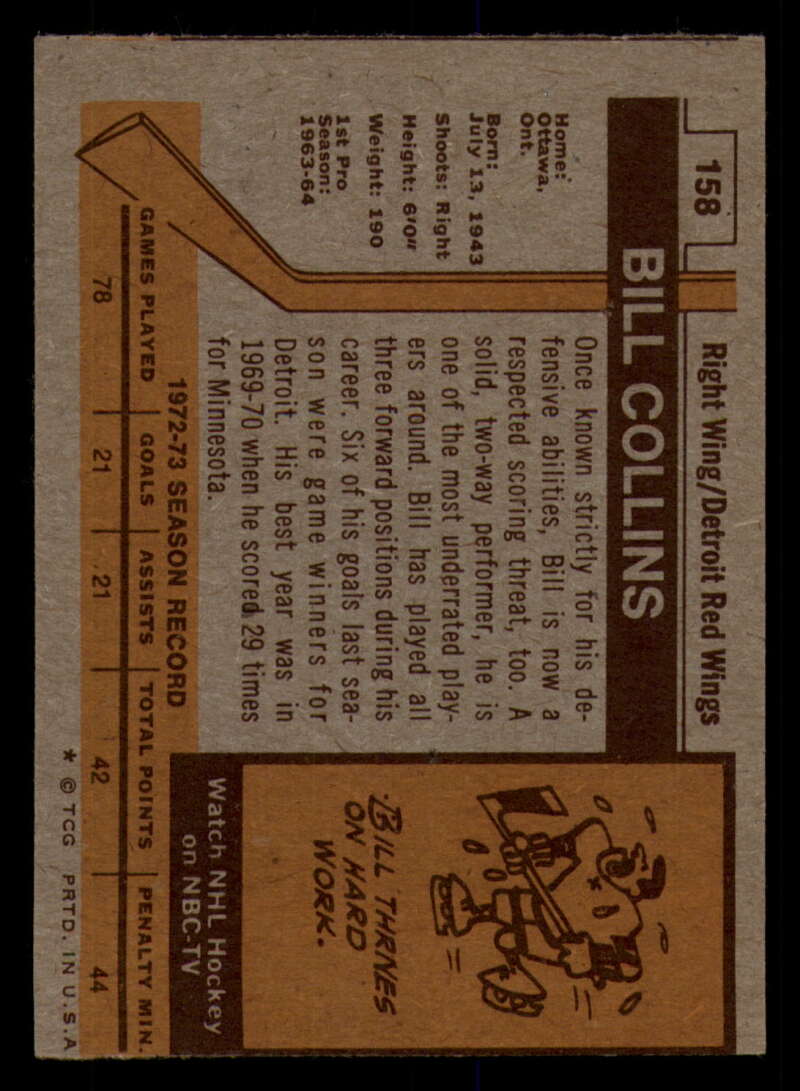 158
Right Wing/Detroit Red Wings
BILL COLLINS
Home:
Ottawa,
Ont.
Born:
July 13, 1943
Shoots: Right
Height: 6'0"
Weight: 190
1st Pro
Season:
1963-64
Once known strictly for his de-
fensive abilities, Bill is now a
respected scoring threat, too. A
solid, two-way performer, he is
one of the most underrated play-
ers around. Bill has played all
three forward positions during his
career. Six of his goals last sea-
son were game winners for
Detroit. His best year was in
1969-70 when he scored 29 times
for Minnesota.
BILL THRIVES
ON HARD
WORK.
Watch NHL Hockey
on NBC-TV
1972-73 SEASON RECORD
GAMES PLAYED GOALS ASSISTS TOTAL POINTS PENALTY MIN.
78 21 21 42 44
* © TCG PRTD. IN U.S.A